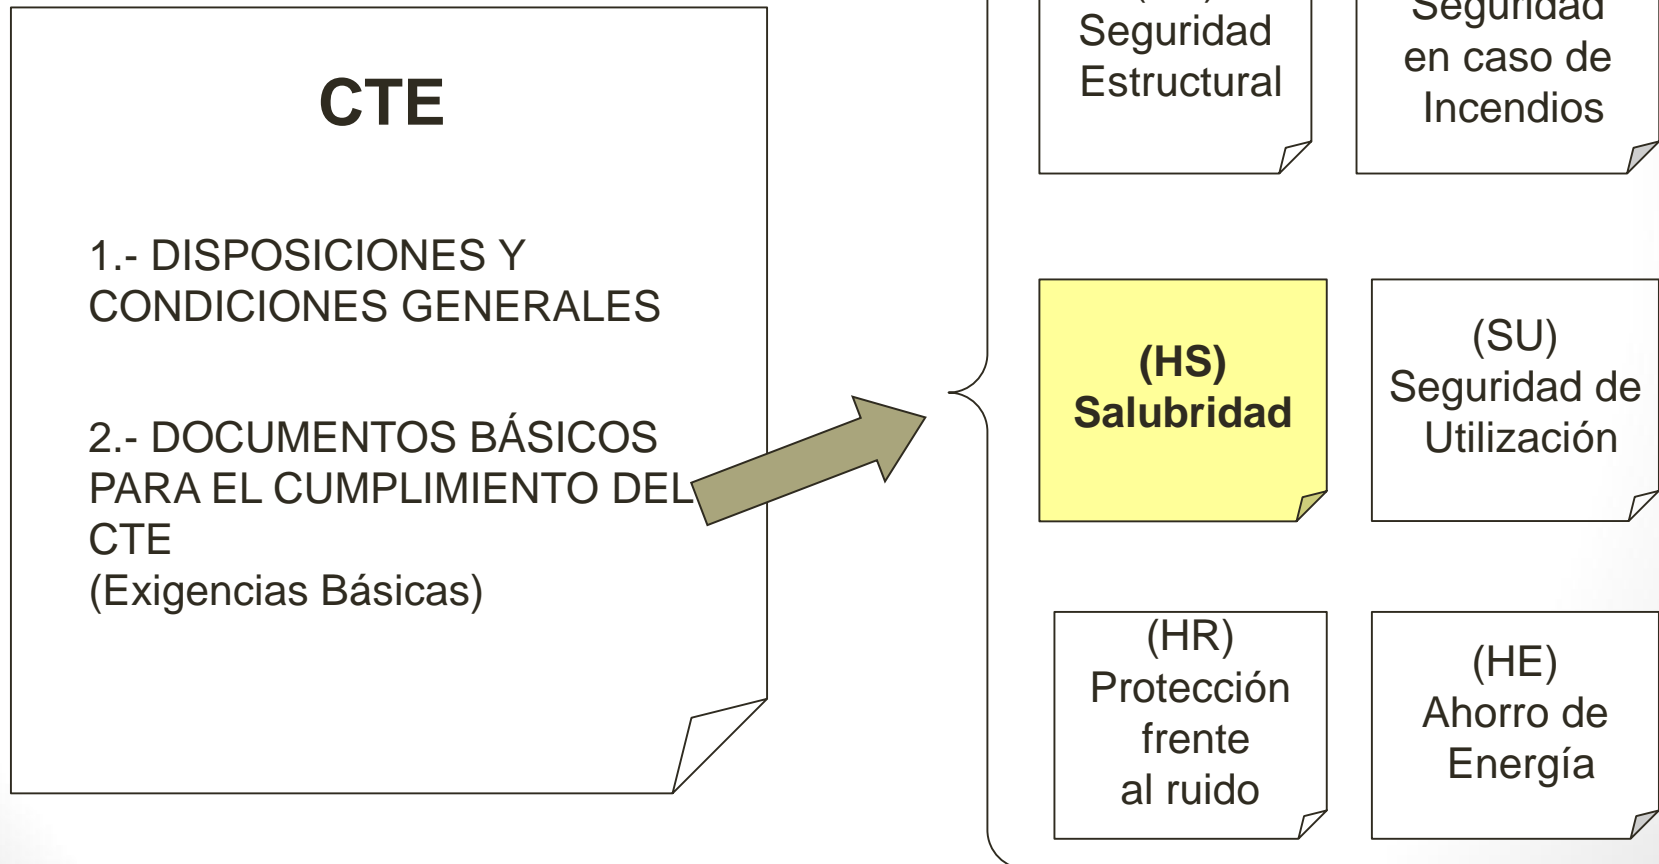 CTE
1.- DISPOSICIONES Y
CONDICIONES GENERALES
2.- DOCUMENTOS BÁSICOS
PARA EL CUMPLIMIENTO DEL
CTE
(Exigencias Básicas)
Seguridad
Estructural
Seguridad
en caso de
Incendios
(HS)
Salubridad
(SU)
Seguridad de
Utilización
(HR)
Protección
frente
al ruido
(HE)
Ahorro de
Energía